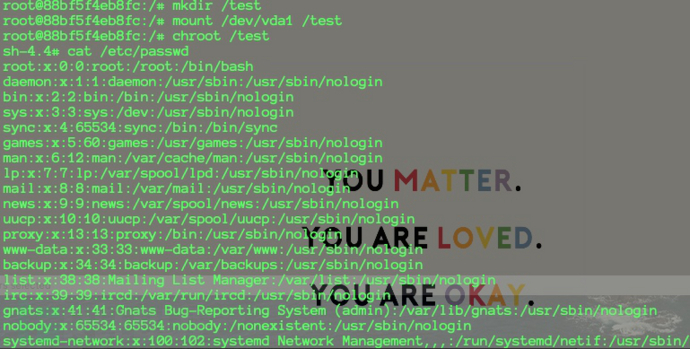 root@88bf5f4eb8fc:/# mkdir /test
root@88bf5f4eb8fc:/# mount /dev/vda1 /test
root@88bf5f4eb8fc:/# chroot /test
sh-4.4# cat /etc/passwd
root:x:0:0:root:/root:/bin/bash
daemon:x:1:1:daemon:/usr/sbin:/usr/sbin/nologin
bin:x:2:2:bin:/bin:/usr/sbin/nologin
sys:x:3:3:sys:/dev:/usr/sbin/nologin
sync:x:4:65534:sync:/bin:/bin/sync
games:x:5:60:games:/usr/games:/usr/sbin/nologin
man:x:6:12:man:/var/cache/man:/usr/sbin/nologin
lp:x:7:7:lp:/var/spool/lpd:/usr/sbin/nologin
mail:x:8:8:mail:/var/mail:/usr/sbin/nologin
news:x:9:9:news:/var/spool/news:/usr/sbin/nologin
uucp:x:10:10:uucp:/var/spool/uucp:/usr/sbin/nologin
proxy:x:13:13:proxy:/bin:/usr/sbin/nologin
www-data:x:33:33:www-data:/var/www:/usr/sbin/nologin
backup:x:34:34:backup:/var/backups:/usr/sbin/nologin
list:x:38:38:Mailing List Manager:/var/list:/usr/sbin/nologin
irc:x:39:39:ircd:/var/run/ircd:/usr/sbin/nologin
gnats:x:41:41:Gnats Bug-Reporting System (admin):/var/lib/gnats:/usr/sbin/nologin
nobody:x:65534:65534:nobody:/nonexistent:/usr/sbin/nologin
systemd-network:x:100:102:systemd Network Management,,,:/run/systemd/netif:/usr/sbin/
YOU MATTER.
YOU ARE LOVED.
YOU ARE OKAY.